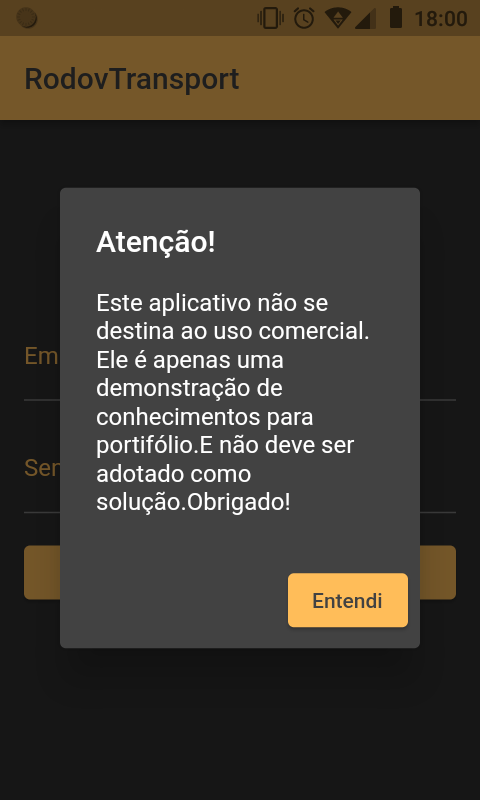 18:00
RodovTransport
Atenção!
Este aplicativo não se
destina ao uso comercial.
Ele é apenas uma
demonstração de
conhecimentos para
portifólio.E não deve ser
adotado como
solução.Obrigado!
Em
Sen
Entendi